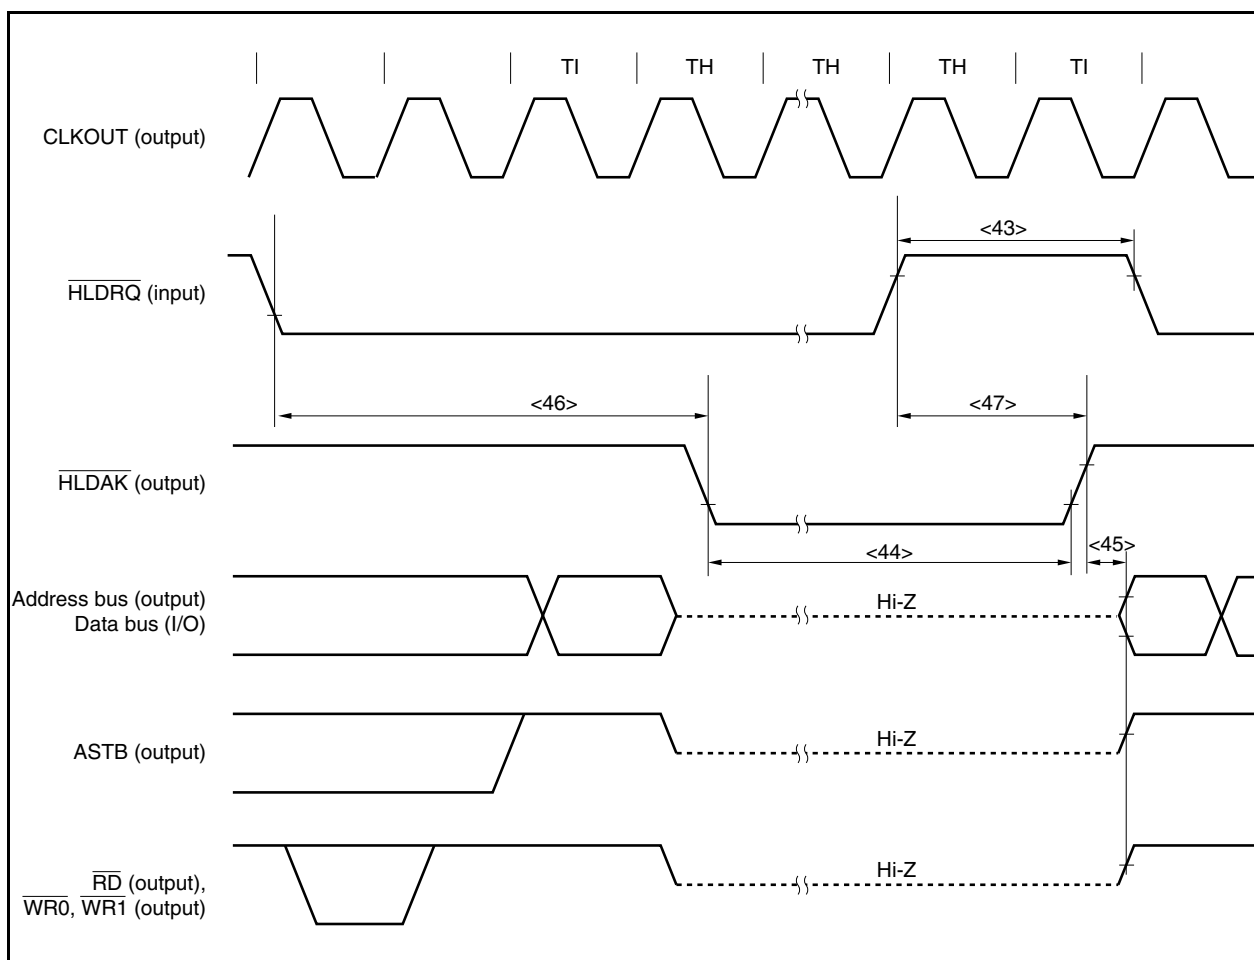 TI TH TH TH TI
CLKOUT (output)
<43>
HLDRQ (input)
<46> <47>
HLDAK (output)
<44> <45>
Address bus (output)
Data bus (I/O)
Hi-Z
ASTB (output)
Hi-Z
RD (output),
WR0, WR1 (output)
Hi-Z